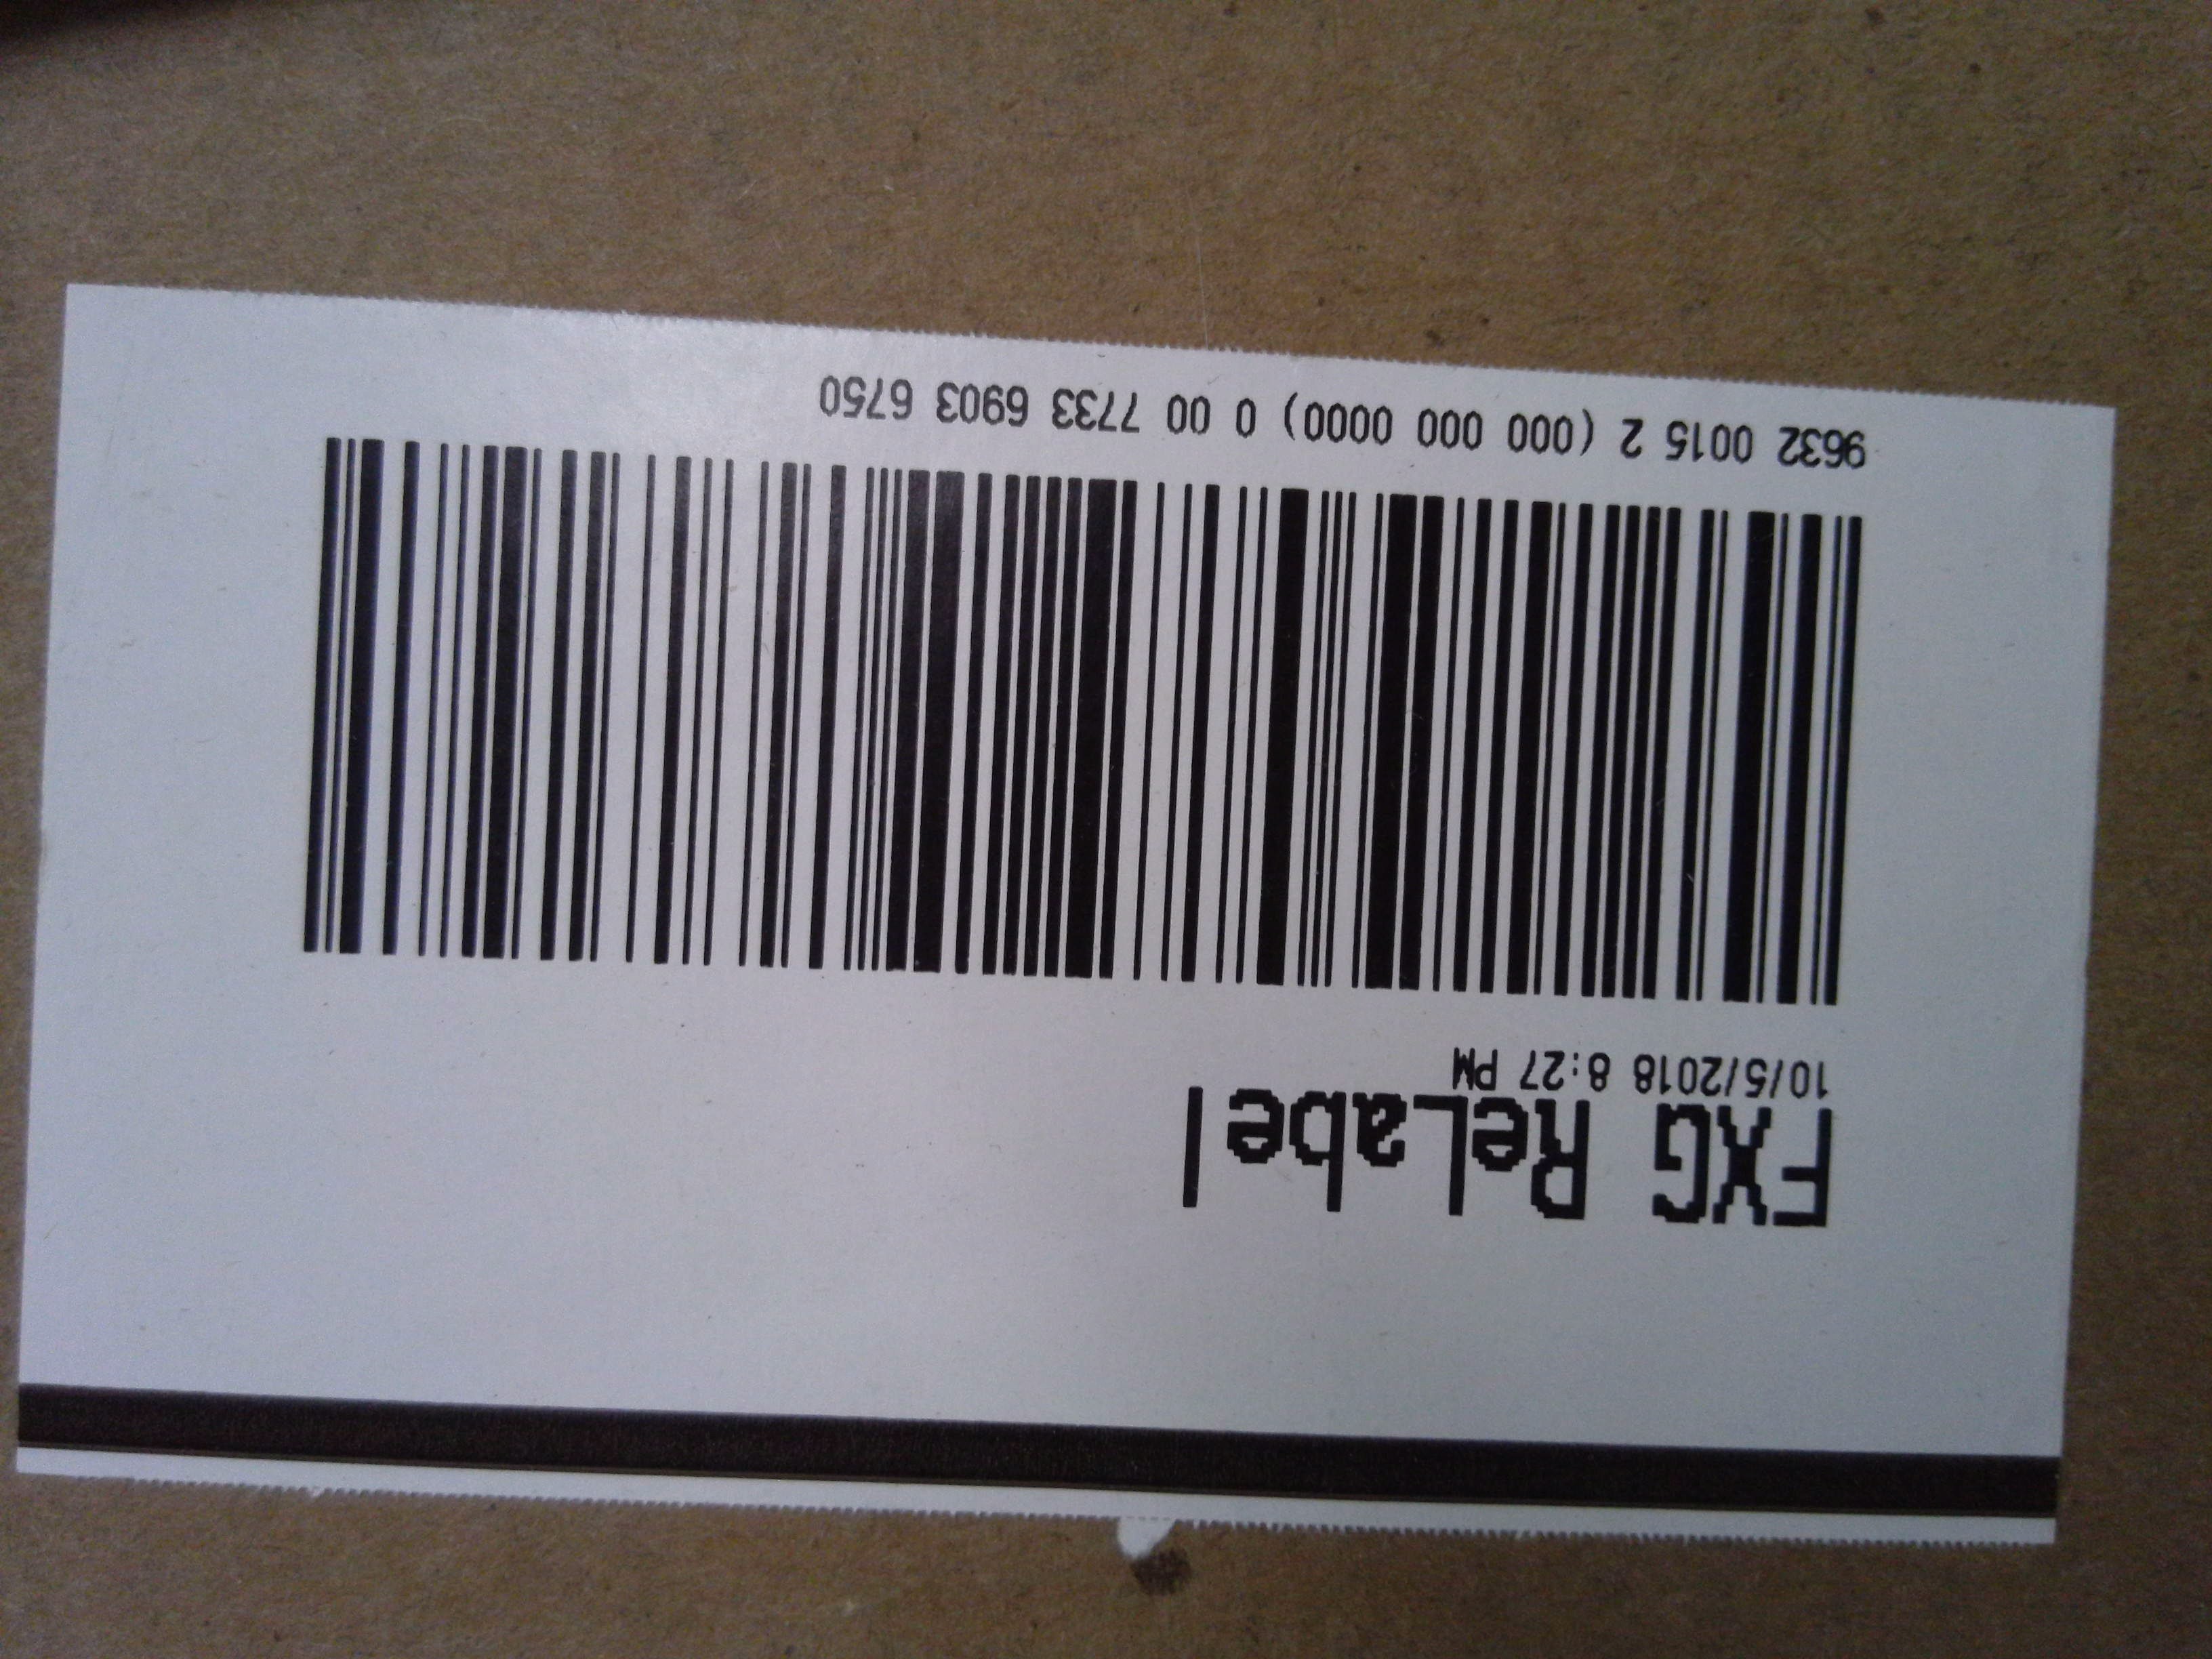 FXG ReLabel
10/5/2018 8:27 PM
9632 0015 2 (000 000 0000) 0 00 7733 6903 6750